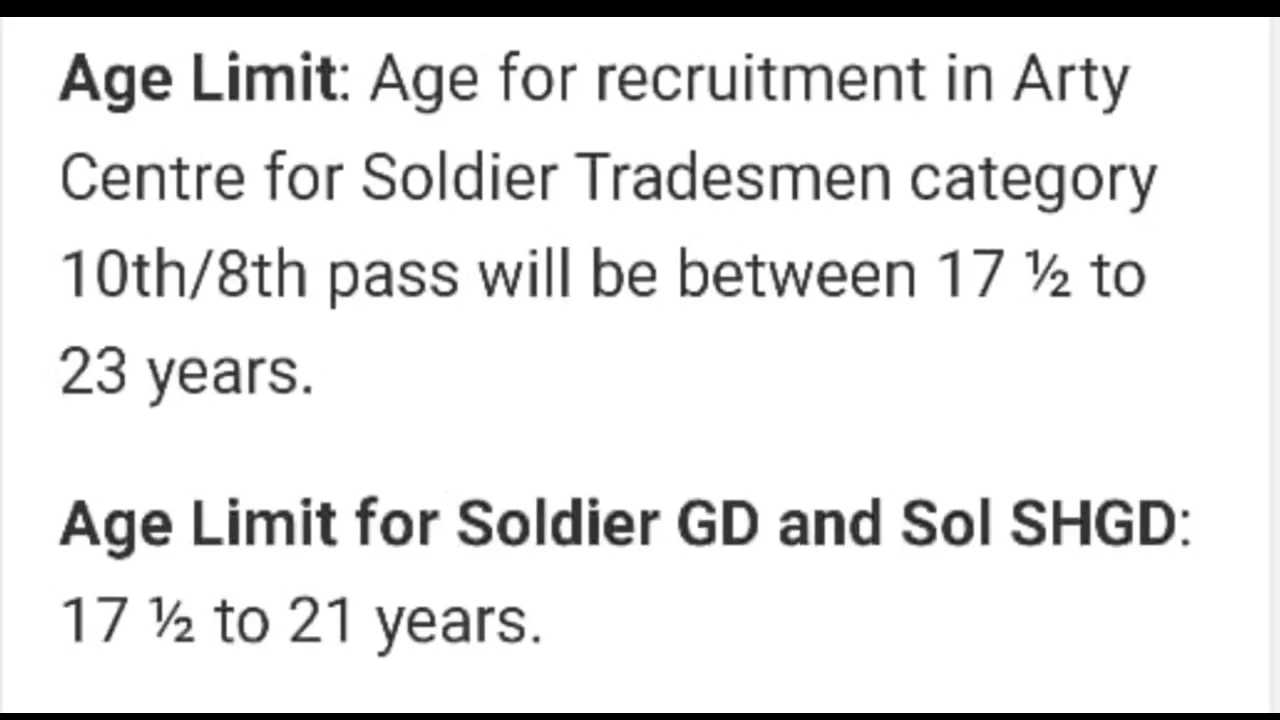 Age Limit: Age for recruitment in Arty
Centre for Soldier Tradesmen category
10th/8th pass will be between 17 ½ to
23 years.
Age Limit for Soldier GD and Sol SHGD:
17 ½ to 21 years.